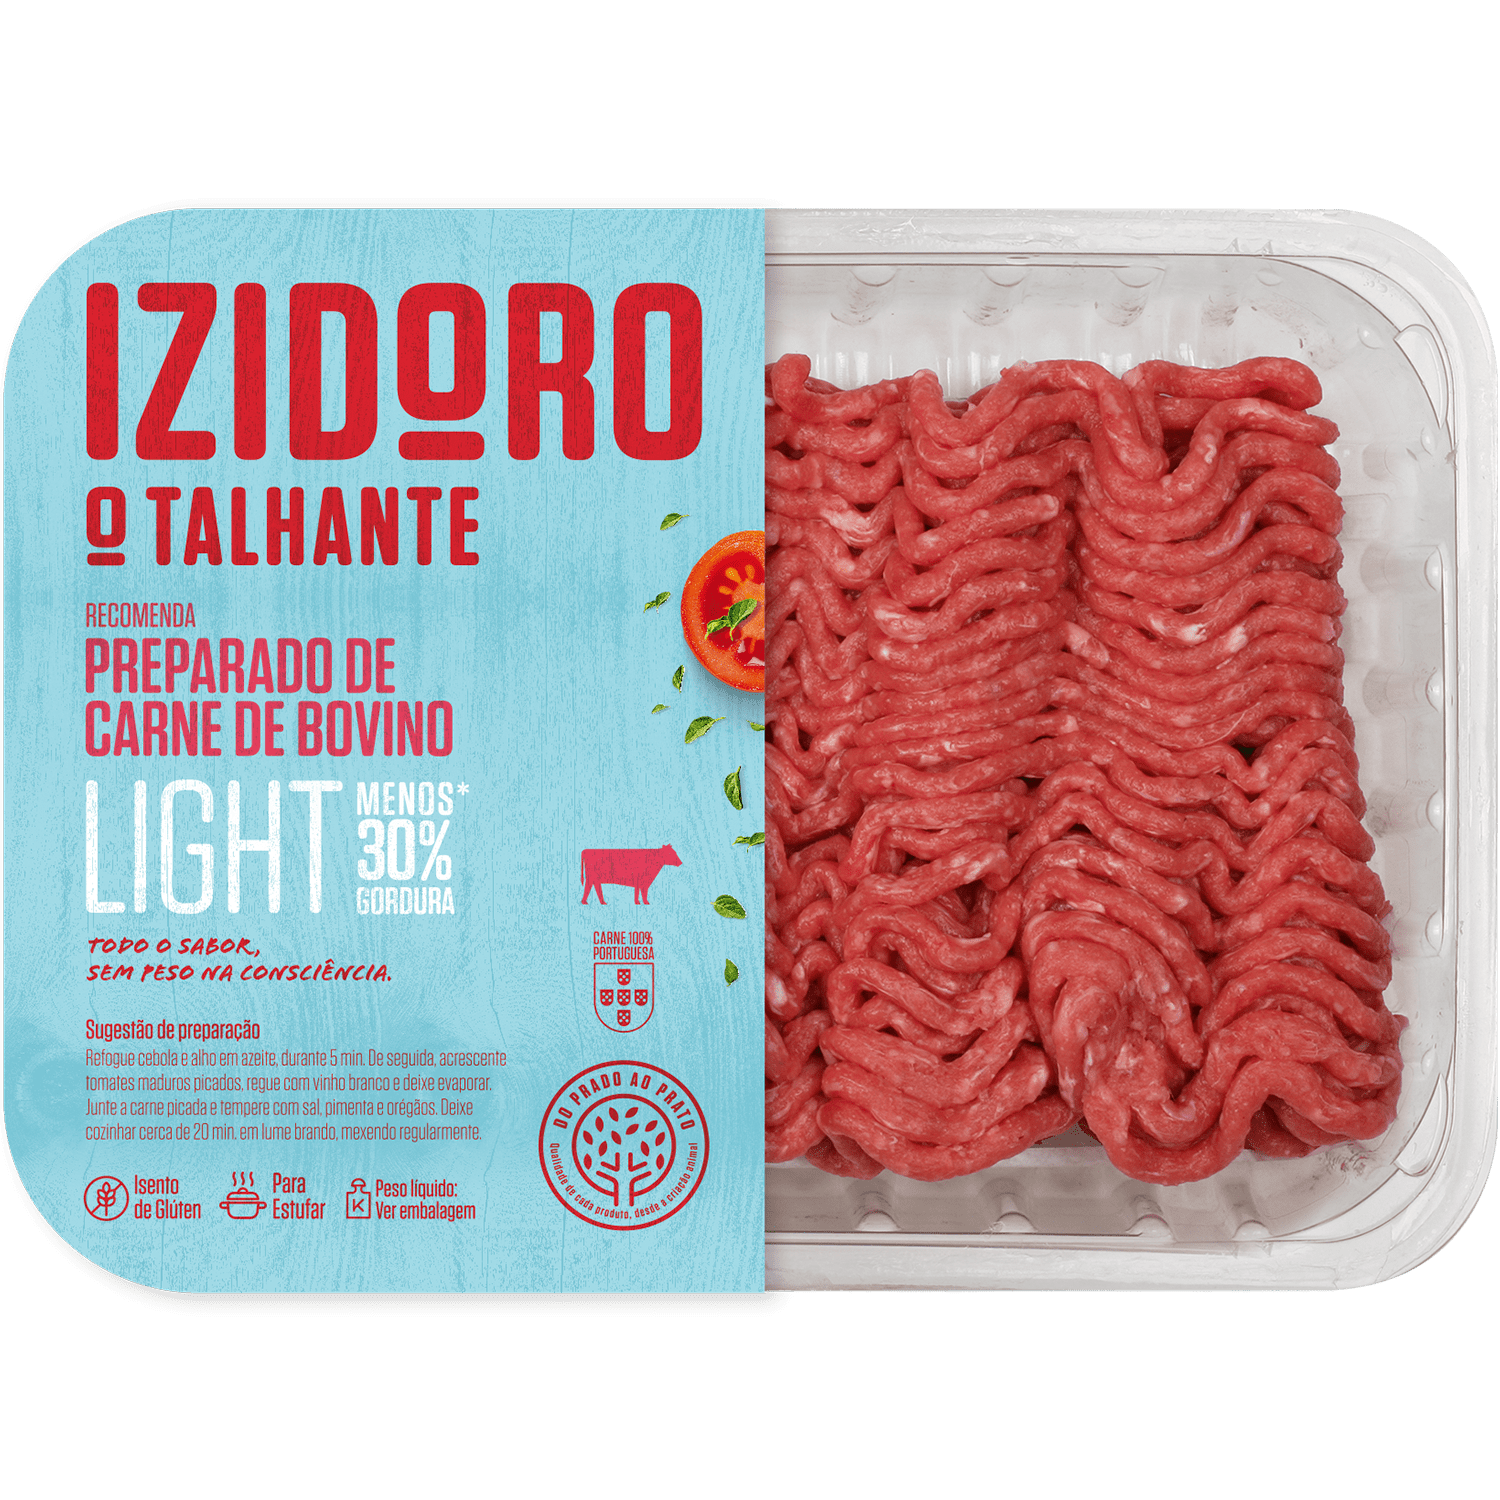 IZIDORO
O TALHANTE
RECOMENDA
PREPARADO DE
CARNE DE BOVINO
LIGHT
MENOS*
30%
GORDURA
TODO O SABOR,
SEM PESO NA CONSCIÊNCIA.
CARNE 100%
PORTUGUESA
Sugestão de preparação
Refogue cebola e alho em azeite, durante 5 min. De seguida, acrescente
tomates maduros picados, regue com vinho branco e deixe evaporar.
Junte a carne picada e tempere com sal, pimenta e orégãos. Deixe
cozinhar cerca de 20 min. em lume brando, mexendo regularmente.
DO PRADO AO PRATO
Qualidade de cada produto, desde a criação animal
Isento
de Glúten
Para
Estufar
K
Peso líquido:
Ver embalagem